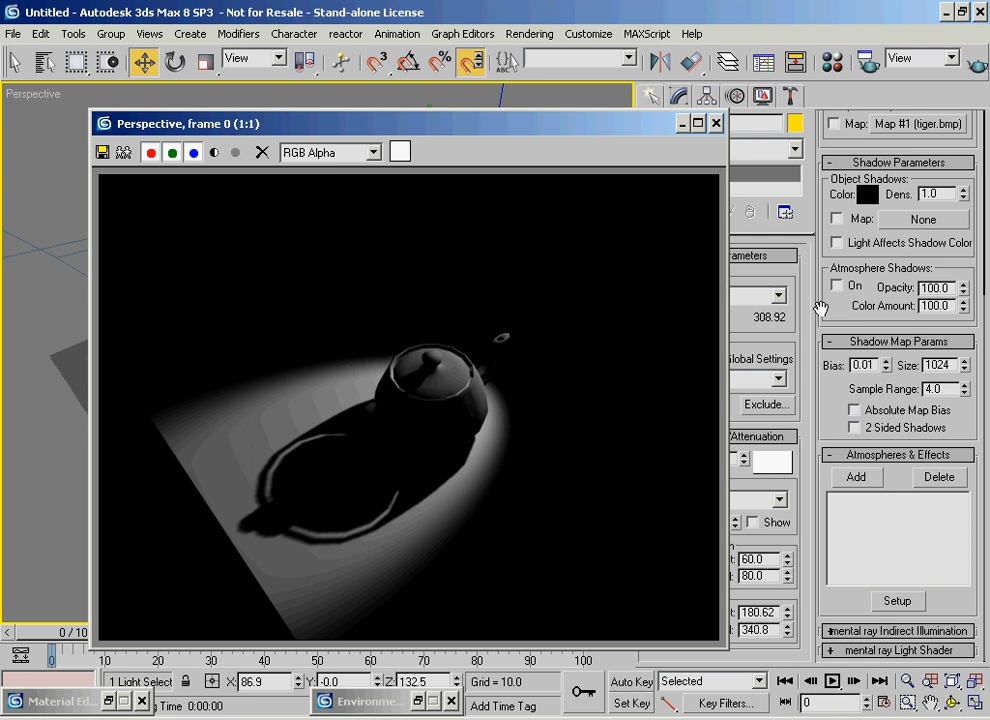 Untitled - Autodesk 3ds Max 8 SP3 - Not for Resale - Stand-alone License
File Edit Tools Group Views Create Modifiers Character reactor Animation Graph Editors Rendering Customize MAXScript Help
View
3
%
ABC
View
Perspective
Perspective, frame 0 (1:1)
RGB Alpha
Map: Map #1 (tiger.bmp)
- Shadow Parameters
Object Shadows:
Color: Dens. 1.0
Map: None
Light Affects Shadow Color
Atmosphere Shadows:
On Opacity: 100.0
Color Amount: 100.0
- Shadow Map Params
Bias: 0.01 Size: 1024
Sample Range: 4.0
Absolute Map Bias
2 Sided Shadows
- Atmospheres & Effects
Add Delete
Setup
+ mental ray Indirect Illumination
+ mental ray Light Shader
ameters
308.92
Global Settings
Exclude...
/Attenuation
Show
t: 60.0
d: 80.0
t: 180.62
d: 340.8
< 0 / 10
0 10 20 30 40 50 60 70 80 90 100
1 Light Select X: 86.9 Y: -0.0 Z: 132.5 Grid = 10.0
Auto Key Selected
Material Ed... Environme...
g Time 0:00:00 Add Time Tag
Set Key Key Filters... 0